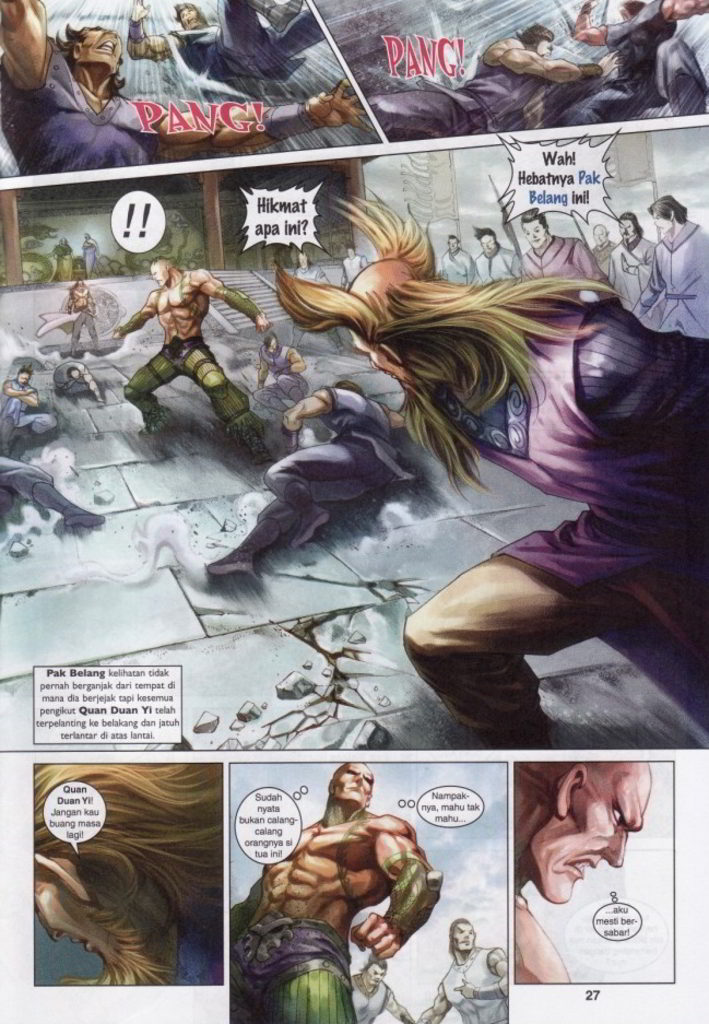 PANG!
PANG!
!!
Hikmat
apa ini?
Wah!
Hebatnya Pak
Belang ini!
Pak Belang kelihatan tidak
pernah berganjak dari tempat di
mana dia berjejak tapi kesemua
pengikut Quan Duan Yi telah
terpelanting ke belakang dan jatuh
terlantar di atas lantai.
Quan
Duan Yi!
Jangan kau
buang masa
lagi!
Sudah
nyata
bukan calang-
calang
orangnya si
tua ini!
Nampak-
nya, mahu tak
mahu...
...aku
mesti ber-
sabar!
27